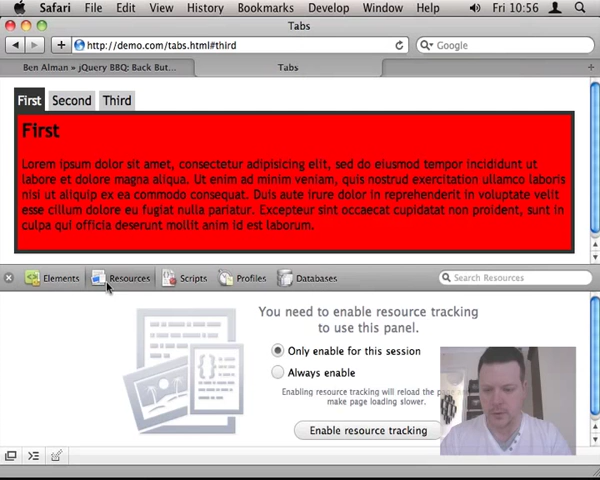 Safari File Edit View History Bookmarks Develop Window Help Fri 10:56
Tabs
http://demo.com/tabs.html#third
Google
Ben Alman » jQuery BBQ: Back But...
Tabs
First Second Third
First
Lorem ipsum dolor sit amet, consectetur adipisicing elit, sed do eiusmod tempor incididunt ut
labore et dolore magna aliqua. Ut enim ad minim veniam, quis nostrud exercitation ullamco laboris
nisi ut aliquip ex ea commodo consequat. Duis aute irure dolor in reprehenderit in voluptate velit
esse cillum dolore eu fugiat nulla pariatur. Excepteur sint occaecat cupidatat non proident, sunt in
culpa qui officia deserunt mollit anim id est laborum.
Elements Resources Scripts Profiles Databases Search Resources
You need to enable resource tracking
to use this panel.
Only enable for this session
Always enable
Enabling resource tracking will reload the
make page loading slower.
Enable resource tracking